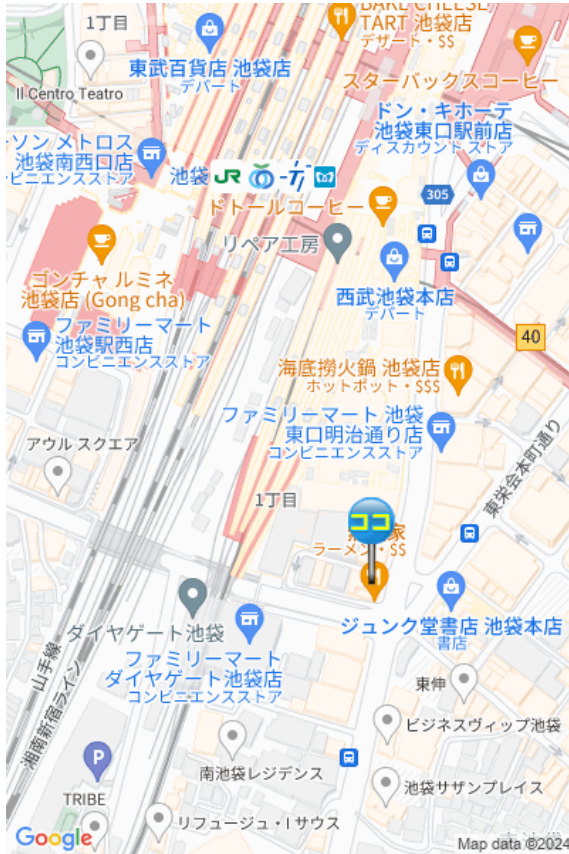 BAKE CHEESE
TART 池袋店
デザート・$$
1丁目
東武百貨店 池袋店
デパート
スターバックスコーヒー
Il Centro Teatro
ドン・キホーテ
池袋東口駅前店
ディスカウント ストア
ーソン メトロス
池袋南西口店
ービニエンスストア
池袋 JR
305
ドトールコーヒー
リペア工房
ゴンチャ ルミネ
池袋店 (Gong cha)
西武池袋本店
デパート
ファミリーマート
池袋駅西店
コンビニエンスストア
40
海底撈火鍋 池袋店
ホットポット・$$$
ファミリーマート 池袋
東口明治通り店
コンビニエンスストア
アウル スクエア
東栄会本町通り
1丁目
ココ
家
ラーメン・$$
ダイヤゲート池袋
ジュンク堂書店 池袋本店
書店
ファミリーマート
ダイヤゲート池袋店
コンビニエンスストア
山手線
湘南新宿ライン
東伸
ビジネスヴィップ池袋
P
南池袋レジデンス
池袋サザンプレイス
TRIBE
リフュージュ・I サウス
Google
Map data ©2024